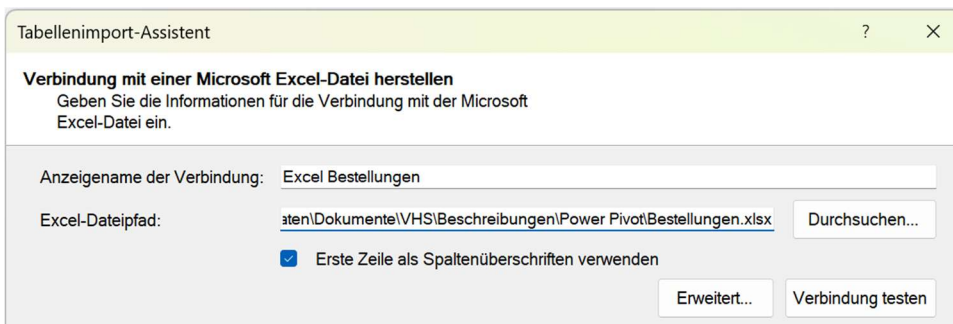 Tabellenimport-Assistent ?
Verbindung mit einer Microsoft Excel-Datei herstellen
Geben Sie die Informationen für die Verbindung mit der Microsoft
Excel-Datei ein.
Anzeigename der Verbindung: Excel Bestellungen
Excel-Dateipfad: aten\Dokumente\VHS\Beschreibungen\Power Pivot\Bestellungen.xlsx Durchsuchen...
Erste Zeile als Spaltenüberschriften verwenden
Erweitert... Verbindung testen